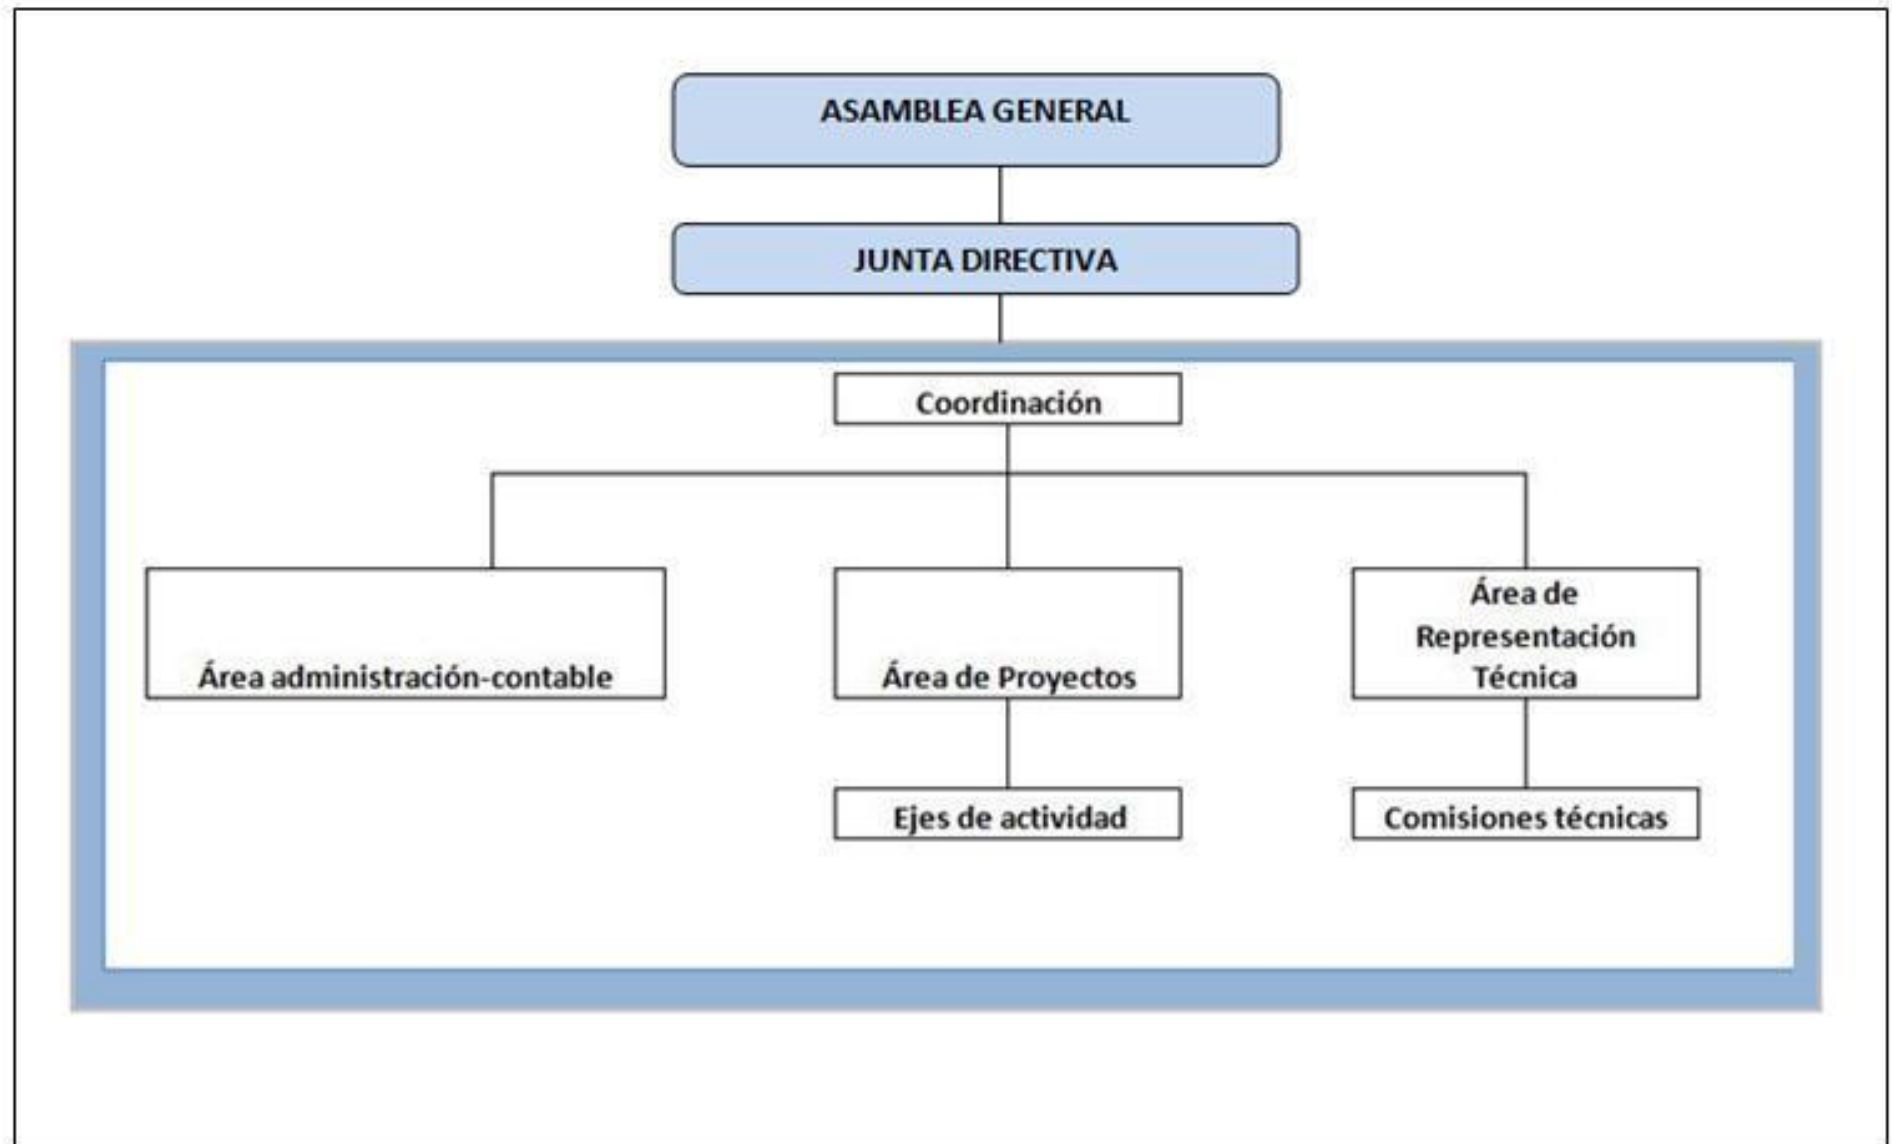 ASAMBLEA GENERAL
JUNTA DIRECTIVA
Coordinación
Área administración-contable
Área de Proyectos
Área de
Representación
Técnica
Ejes de actividad
Comisiones técnicas